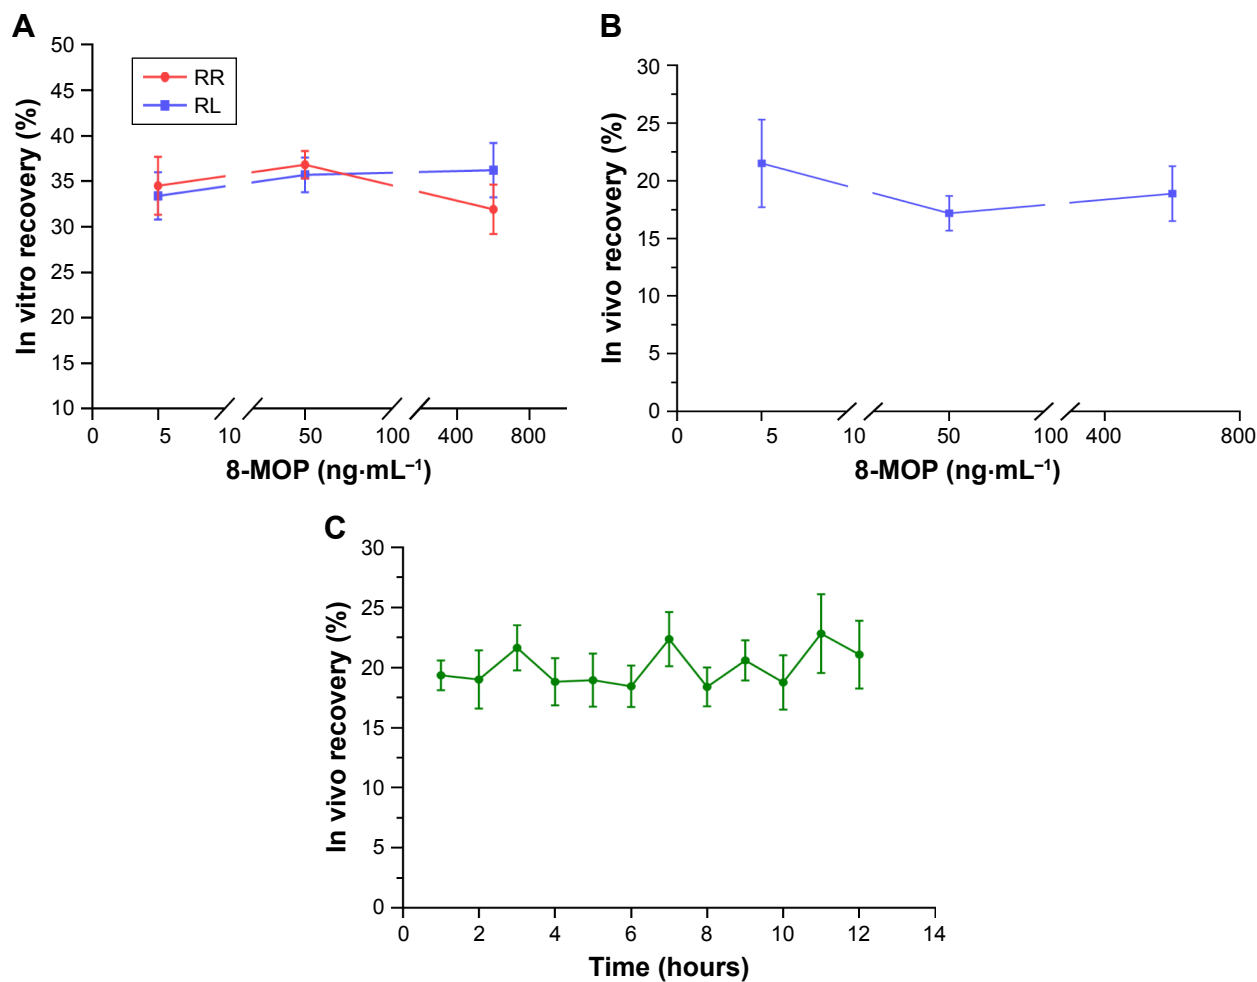 A
In vitro recovery (%)
50
45
40
35
30
25
20
15
10
RR
RL
0 5 10 50 100 400 800
8-MOP (ng·mL⁻¹)
B
In vivo recovery (%)
30
25
20
15
10
5
0
0 5 10 50 100 400 800
8-MOP (ng·mL⁻¹)
C
In vivo recovery (%)
30
25
20
15
10
5
0
0 2 4 6 8 10 12 14
Time (hours)